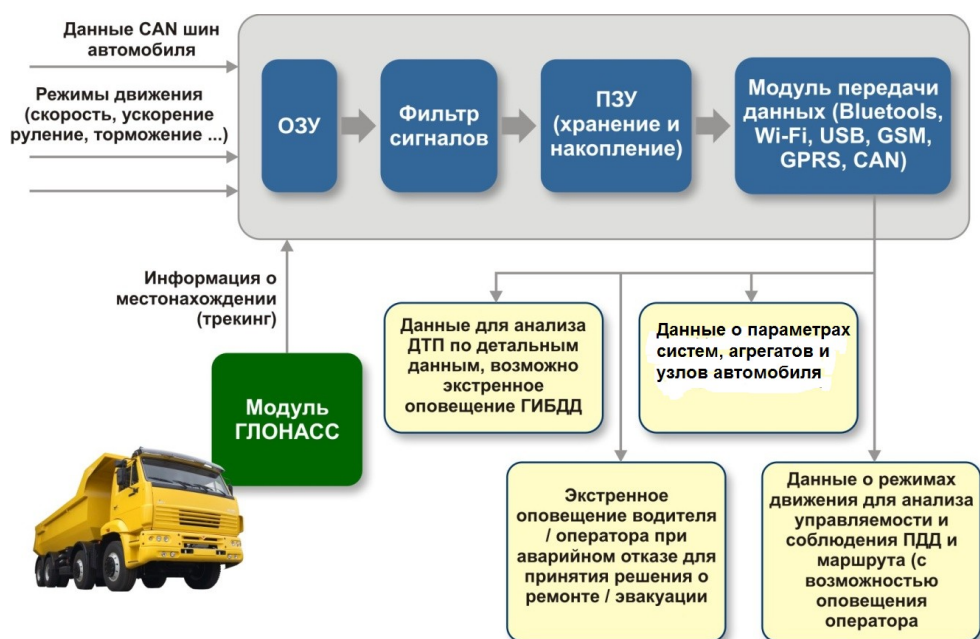 Данные CAN шин
автомобиля
Режимы движения
(скорость, ускорение
руление, торможение ...)
ОЗУ
Фильтр
сигналов
ПЗУ
(хранение и
накопление)
Модуль передачи
данных (Bluetools,
Wi-Fi, USB, GSM,
GPRS, CAN)
Информация о
местонахождении
(трекинг)
Модуль
ГЛОНАСС
Данные для анализа
ДТП по детальным
данным, возможно
экстренное
оповещение ГИБДД
Данные о параметрах
систем, агрегатов и
узлов автомобиля
Экстренное
оповещение водителя
/ оператора при
аварийном отказе для
принятия решения о
ремонте / эвакуации
Данные о режимах
движения для анализа
управляемости и
соблюдения ПДД и
маршрута (с
возможностью
оповещения
оператора